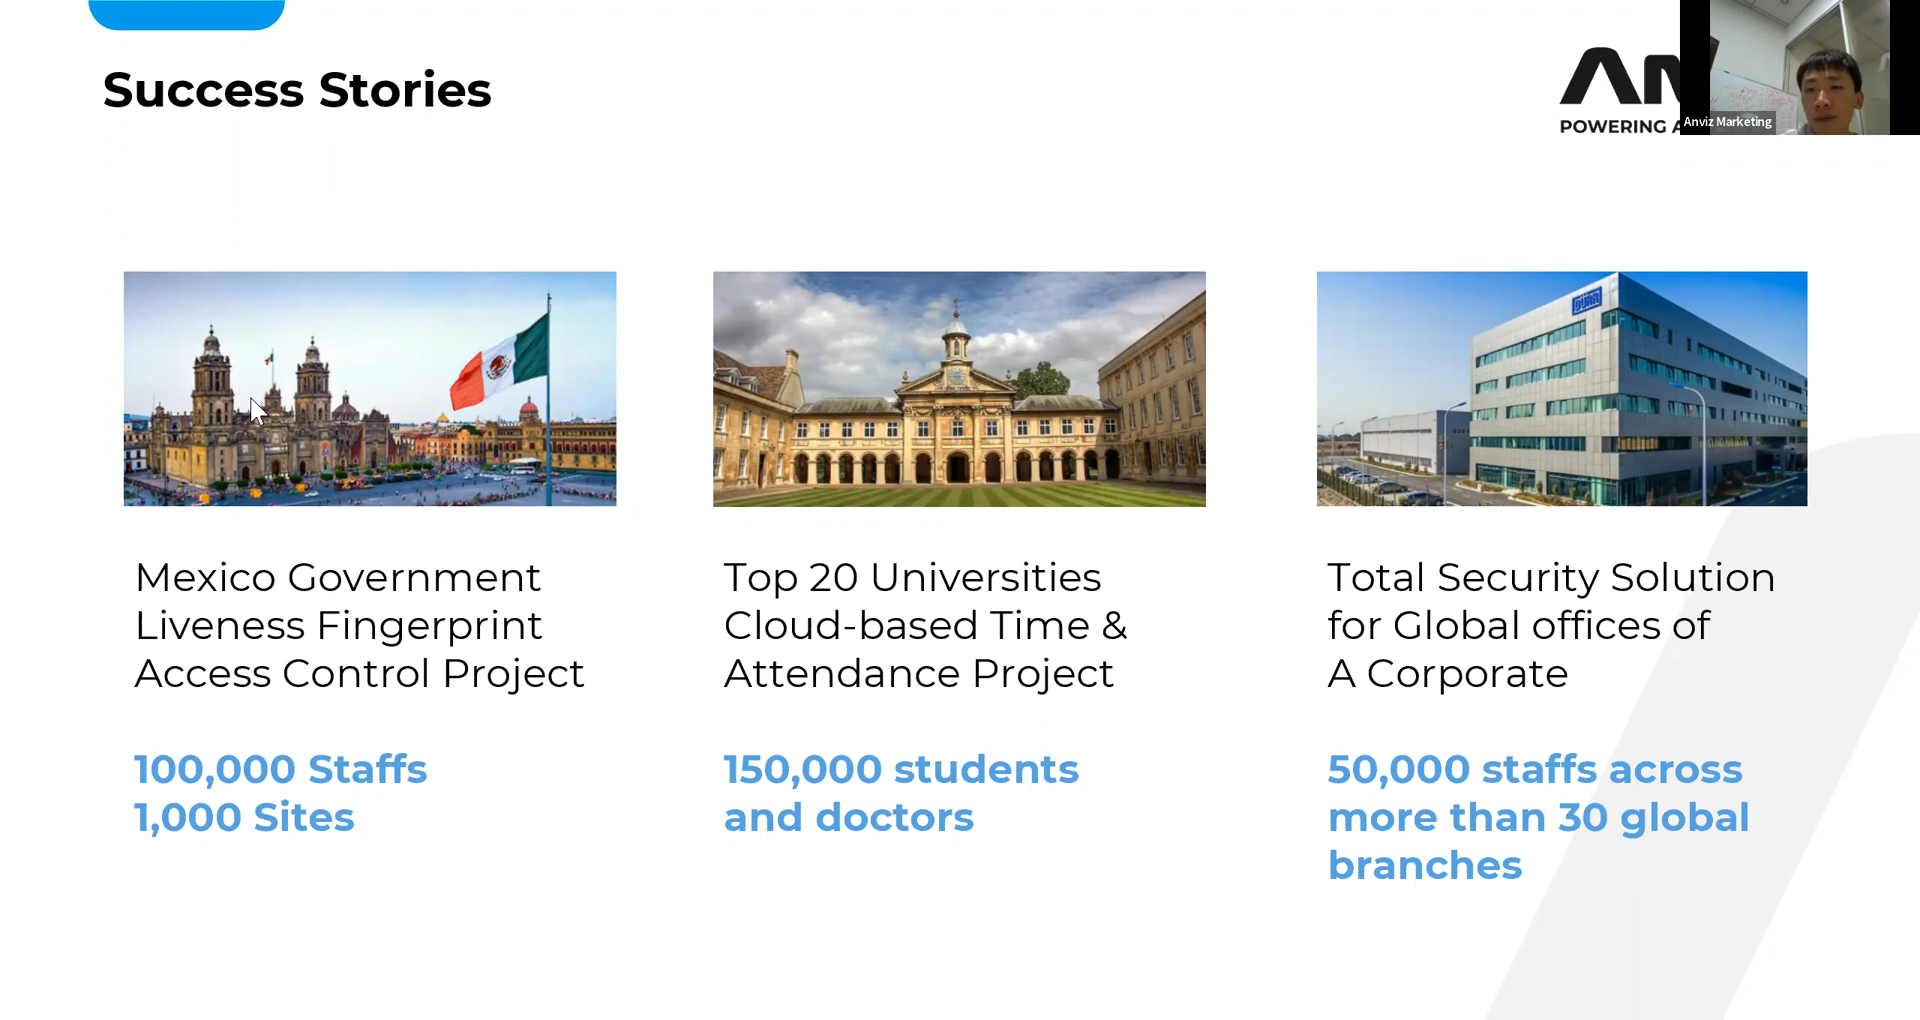 Success Stories
POWERING
Anviz Marketing
DÜRR
Mexico Government
Liveness Fingerprint
Access Control Project
100,000 Staffs
1,000 Sites
Top 20 Universities
Cloud-based Time &
Attendance Project
150,000 students
and doctors
Total Security Solution
for Global offices of
A Corporate
50,000 staffs across
more than 30 global
branches